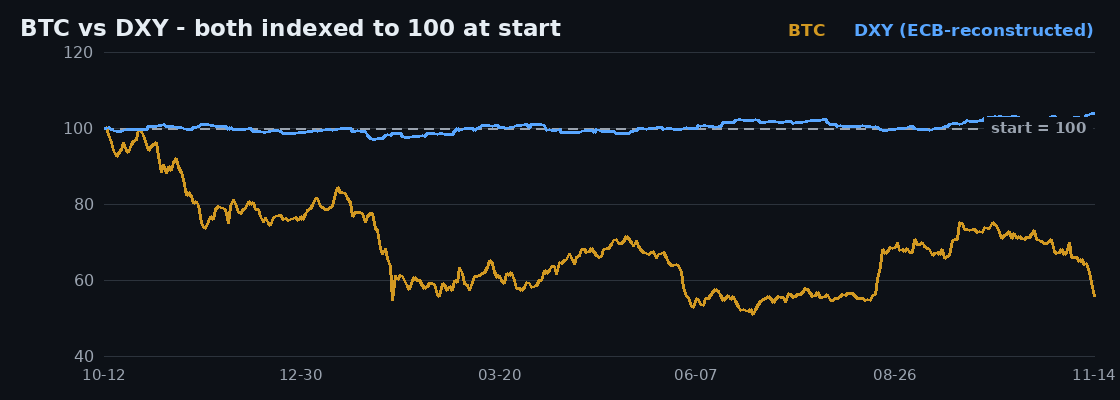 BTC vs DXY - both indexed to 100 at start
BTC DXY (ECB-reconstructed)
120
100
start = 100
80
60
40
10-12 12-30 03-20 06-07 08-26 11-14